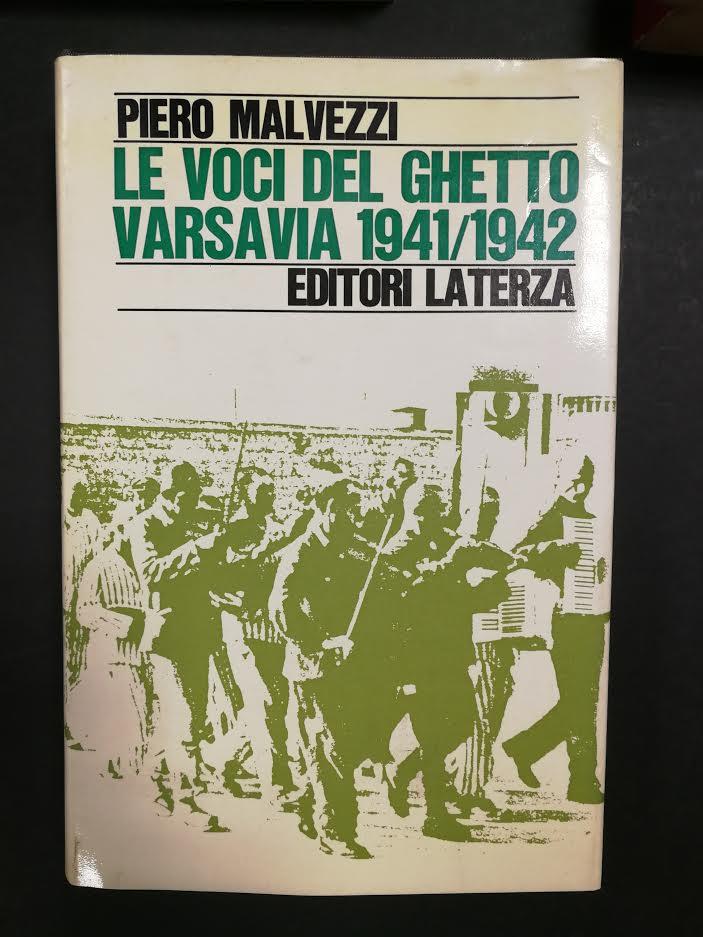 PIERO MALVEZZI
LE VOCI DEL GHETTO
VARSAVIA 1941/1942
EDITORI LATERZA